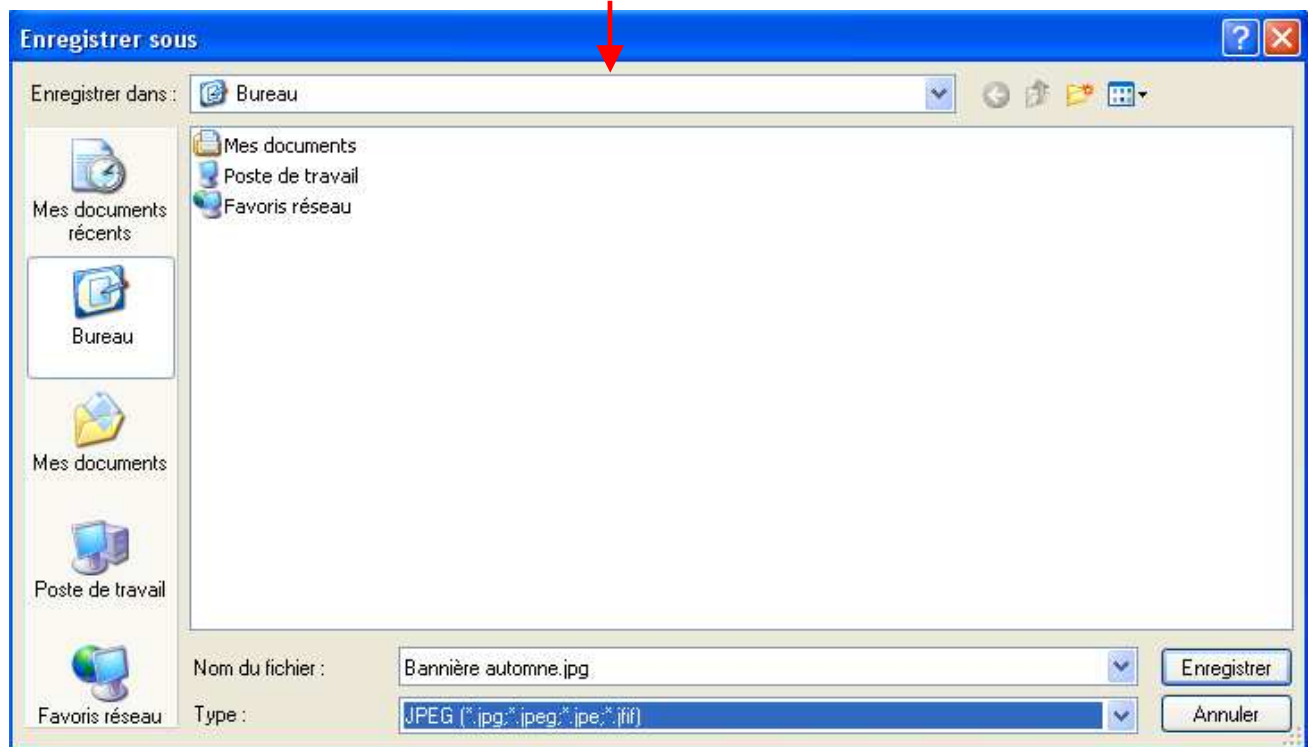 Enregistrer sous
Enregistrer dans :
Bureau
Mes documents
récents
Bureau
Mes documents
Poste de travail
Favoris réseau
Mes documents
Poste de travail
Favoris réseau
Nom du fichier :
Bannière automne.jpg
Enregistrer
Type :
JPEG (*.jpg;*.jpeg;*.jpe;*.jfif)
Annuler